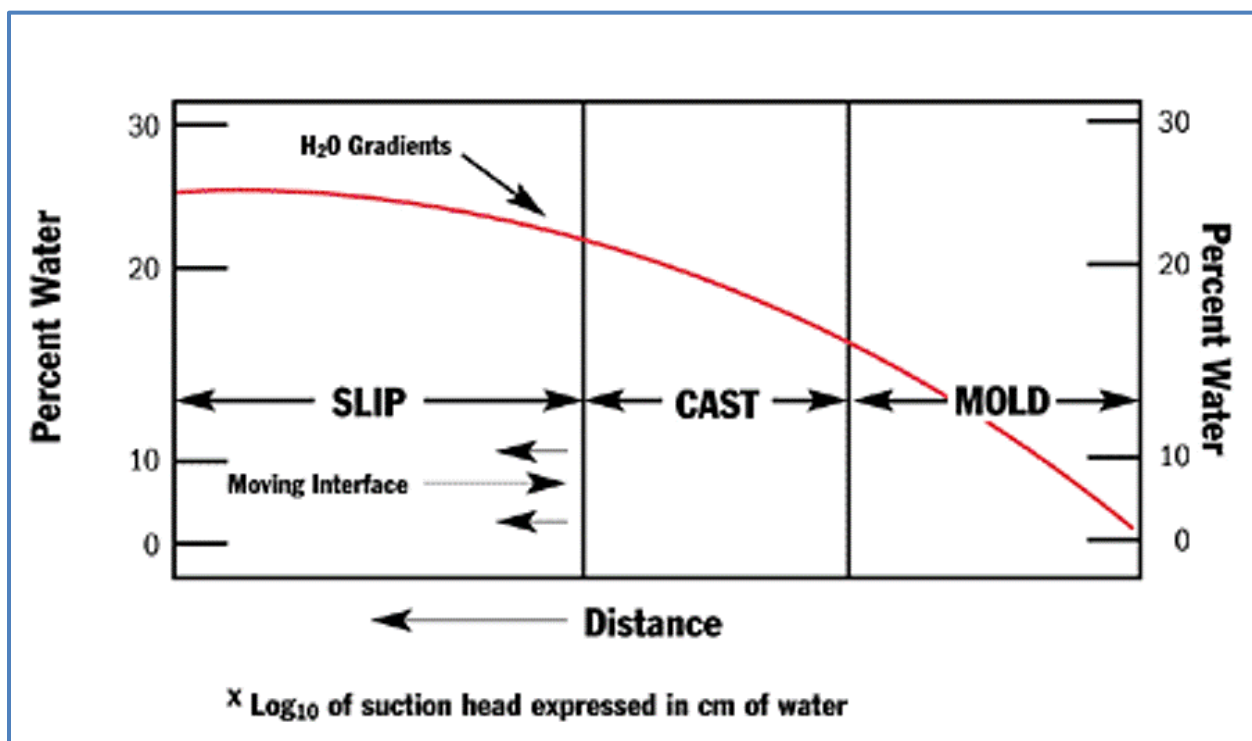 30
30
H₂O Gradients
20
20
Percent Water
Percent Water
SLIP
CAST
MOLD
10
10
Moving Interface
0
0
Distance
x Log₁₀ of suction head expressed in cm of water